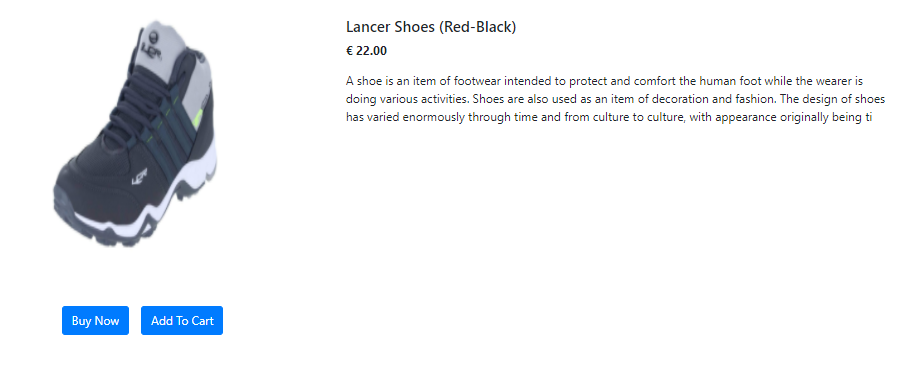 Lancer Shoes (Red-Black)
€ 22.00
A shoe is an item of footwear intended to protect and comfort the human foot while the wearer is
doing various activities. Shoes are also used as an item of decoration and fashion. The design of shoes
has varied enormously through time and from culture to culture, with appearance originally being ti
Buy Now
Add To Cart